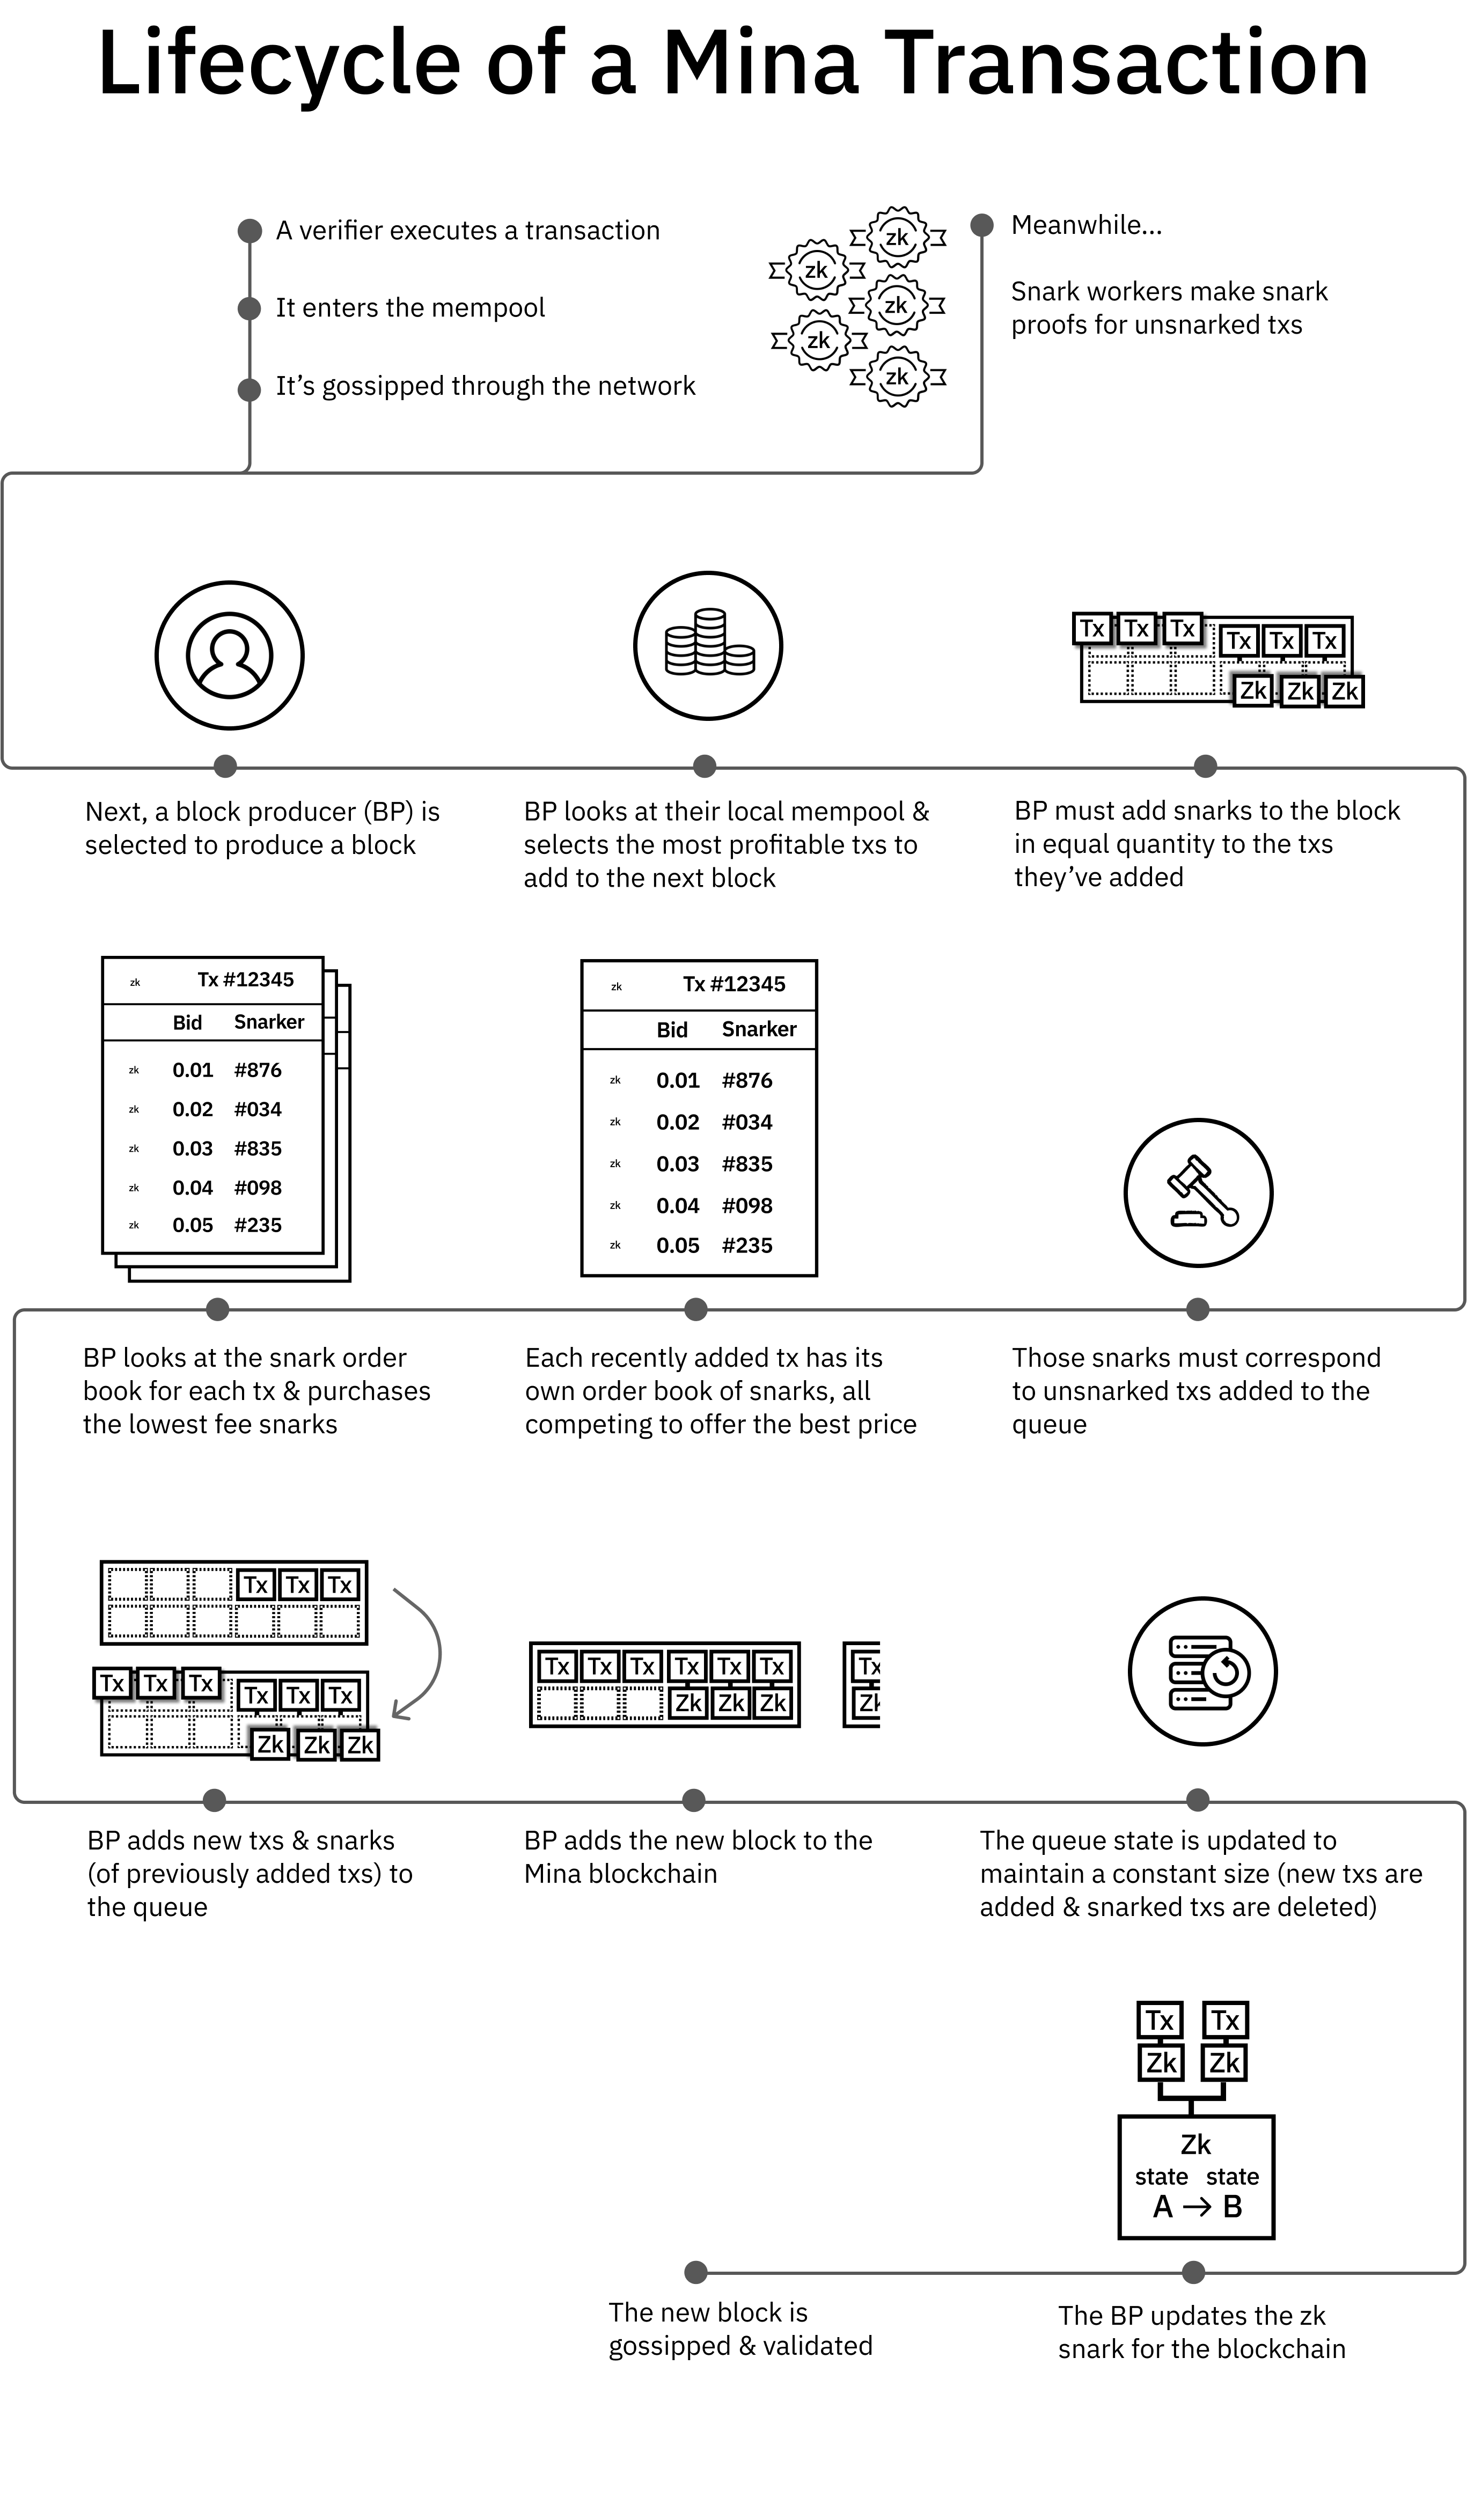 Lifecycle of a Mina Transaction
A verifier executes a transaction
It enters the mempool
It’s gossipped through the network
zk
zk
zk
zk
zk
Meanwhile...
Snark workers make snark
proofs for unsnarked txs
Next, a block producer (BP) is
selected to produce a block
BP looks at their local mempool &
selects the most profitable txs to
add to the next block
Tx Tx Tx Tx Tx Tx
Zk Zk Zk
BP must add snarks to the block
in equal quantity to the txs
they’ve added
zk Tx #12345
Bid Snarker
zk 0.01 #876
zk 0.02 #034
zk 0.03 #835
zk 0.04 #098
zk 0.05 #235
BP looks at the snark order
book for each tx & purchases
the lowest fee snarks
zk Tx #12345
Bid Snarker
zk 0.01 #876
zk 0.02 #034
zk 0.03 #835
zk 0.04 #098
zk 0.05 #235
Each recently added tx has its
own order book of snarks, all
competing to offer the best price
Those snarks must correspond
to unsnarked txs added to the
queue
Tx Tx Tx
Tx Tx Tx Tx Tx Tx
Zk Zk Zk
BP adds new txs & snarks
(of previously added txs) to
the queue
Tx Tx Tx Tx Tx Tx Tx
Zk Zk Zk Zk
BP adds the new block to the
Mina blockchain
The queue state is updated to
maintain a constant size (new txs are
added & snarked txs are deleted)
Tx Tx
Zk Zk
Zk
state state
A → B
The BP updates the zk
snark for the blockchain
The new block is
gossipped & validated